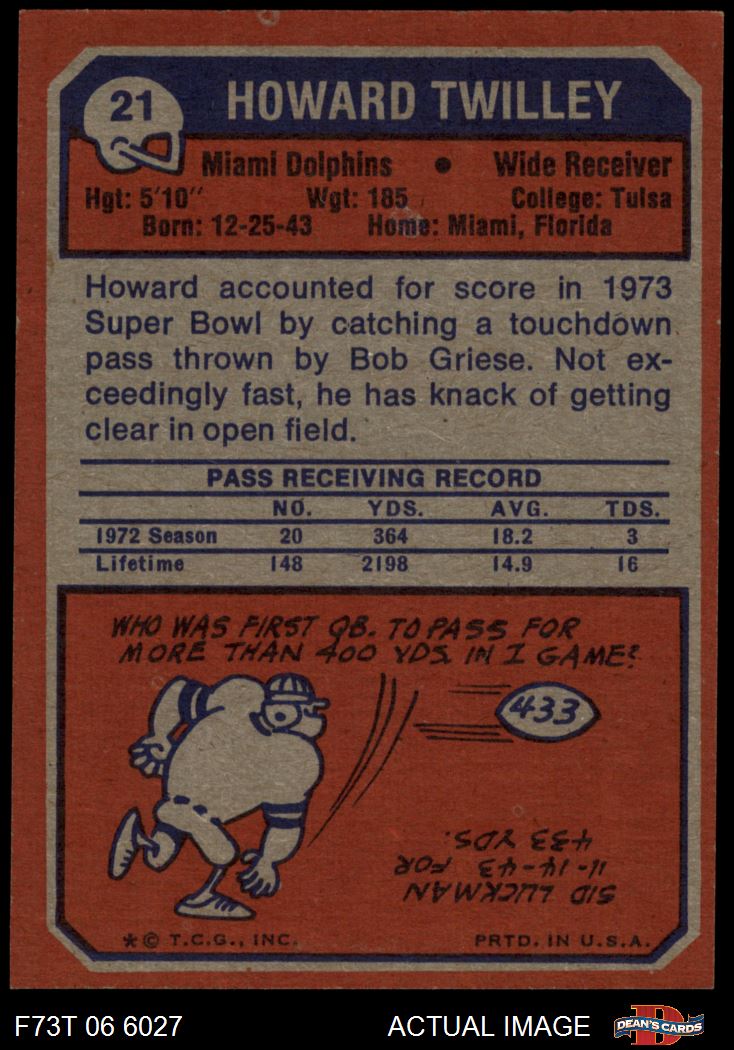 21
HOWARD TWILLEY
Miami Dolphins • Wide Receiver
Hgt: 5'10" Wgt: 185 College: Tulsa
Born: 12-25-43 Home: Miami, Florida
Howard accounted for score in 1973
Super Bowl by catching a touchdown
pass thrown by Bob Griese. Not ex-
ceedingly fast, he has knack of getting
clear in open field.
PASS RECEIVING RECORD
NO. YDS. AVG. TDS.
1972 Season 20 364 18.2 3
Lifetime 148 2198 14.9 16
WHO WAS FIRST QB. TO PASS FOR
MORE THAN 400 YDS. IN 1 GAME?
433
SID LUCKMAN
11-14-43 FOR
433 YDS.
*© T.C.G., INC. PRTD. IN U.S.A.
F73T 06 6027 ACTUAL IMAGE
D
DEAN'S CARDS